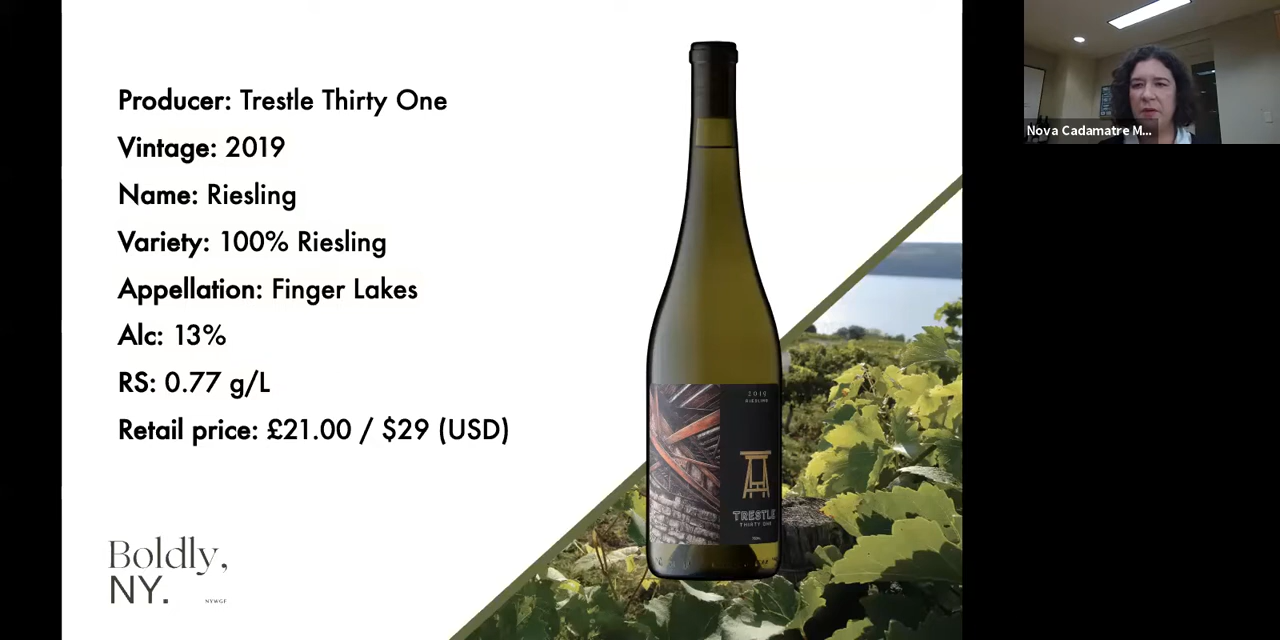 Producer: Trestle Thirty One
Vintage: 2019
Name: Riesling
Variety: 100% Riesling
Appellation: Finger Lakes
Alc: 13%
RS: 0.77 g/L
Retail price: £21.00 / $29 (USD)
Boldly,
NY.
NYWGF
2019
RIESLING
TRESTLE
THIRTY ONE
Nova Cadamatre M...